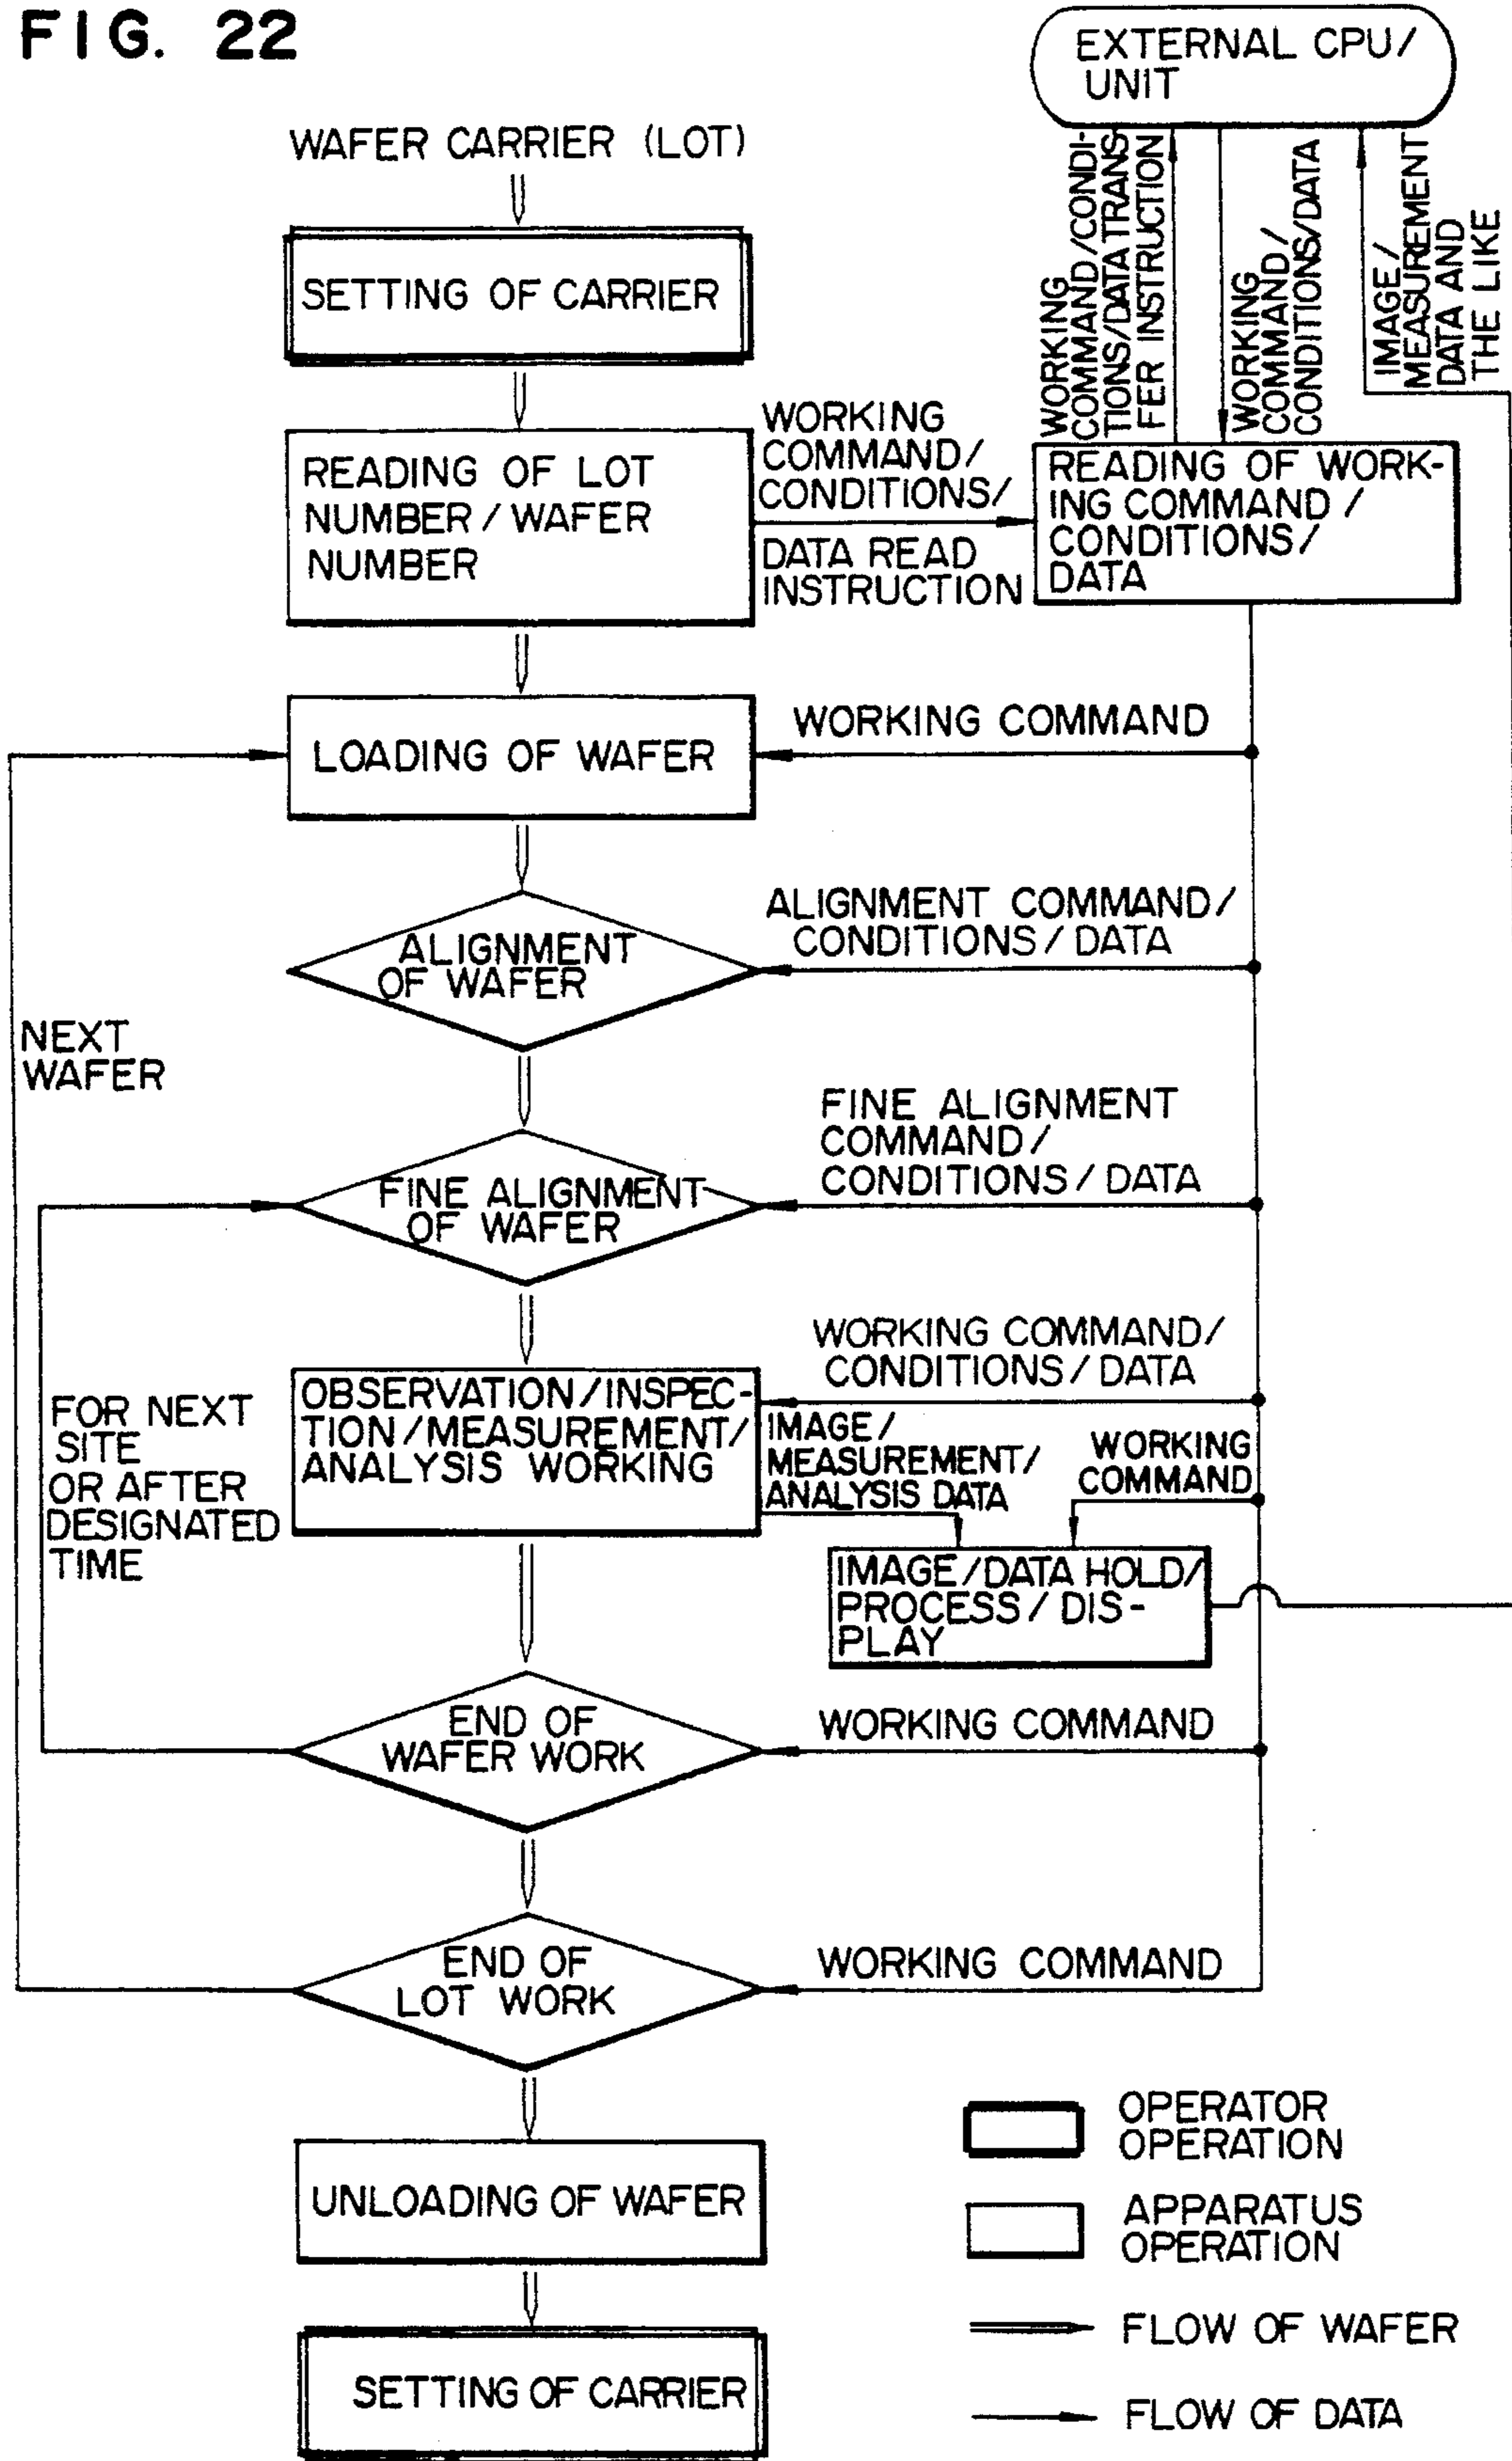 FIG. 22
EXTERNAL CPU/
UNIT
WAFER CARRIER (LOT)
WORKING
COMMAND/CONDI-
TIONS/DATA TRANS
FER INSTRUCTION
WORKING
COMMAND/
CONDITIONS/DATA
IMAGE/
MEASUREMENT
DATA AND
THE LIKE
SETTING OF CARRIER
READING OF LOT
NUMBER / WAFER
NUMBER
WORKING
COMMAND/
CONDITIONS/
DATA READ
INSTRUCTION
READING OF WORK-
ING COMMAND /
CONDITIONS/
DATA
LOADING OF WAFER
WORKING COMMAND
ALIGNMENT
OF WAFER
ALIGNMENT COMMAND/
CONDITIONS / DATA
NEXT
WAFER
FINE ALIGNMENT
OF WAFER
FINE ALIGNMENT
COMMAND/
CONDITIONS / DATA
FOR NEXT
SITE
OR AFTER
DESIGNATED
TIME
OBSERVATION/INSPEC-
TION/MEASUREMENT/
ANALYSIS WORKING
WORKING COMMAND/
CONDITIONS / DATA
IMAGE/
MEASUREMENT/
ANALYSIS DATA
WORKING
COMMAND
IMAGE/DATA HOLD/
PROCESS / DIS-
PLAY
END OF
WAFER WORK
WORKING COMMAND
END OF
LOT WORK
WORKING COMMAND
UNLOADING OF WAFER
SETTING OF CARRIER
OPERATOR
OPERATION
APPARATUS
OPERATION
FLOW OF WAFER
FLOW OF DATA